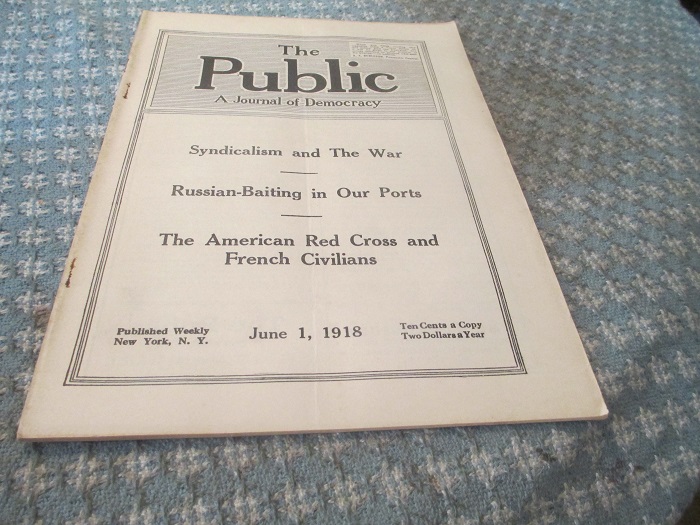 The
Public
A Journal of Democracy
Syndicalism and The War
Russian-Baiting in Our Ports
The American Red Cross and
French Civilians
Published Weekly
New York, N. Y.
June 1, 1918
Ten Cents a Copy
Two Dollars a Year